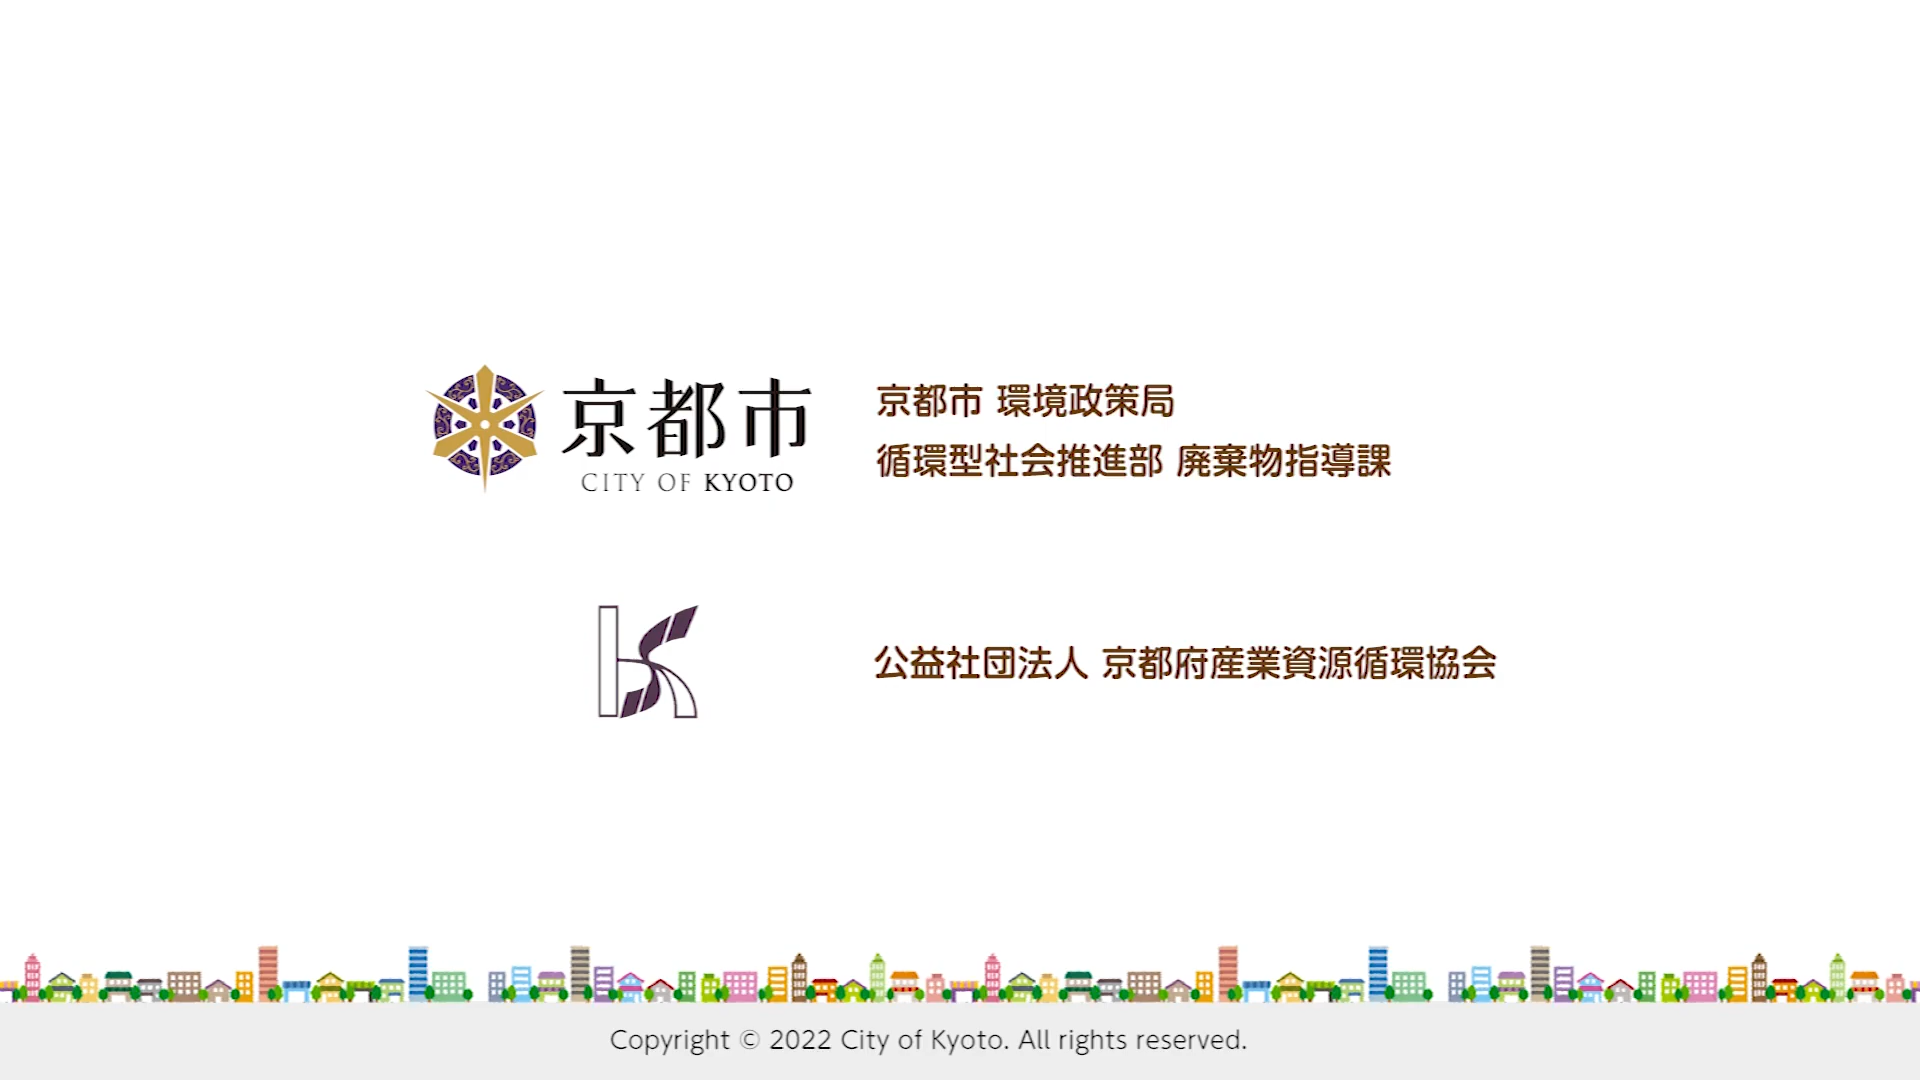 京都市
CITY OF KYOTO
京都市 環境政策局
循環型社会推進部 廃棄物指導課
公益社団法人 京都府産業資源循環協会
Copyright © 2022 City of Kyoto. All rights reserved.